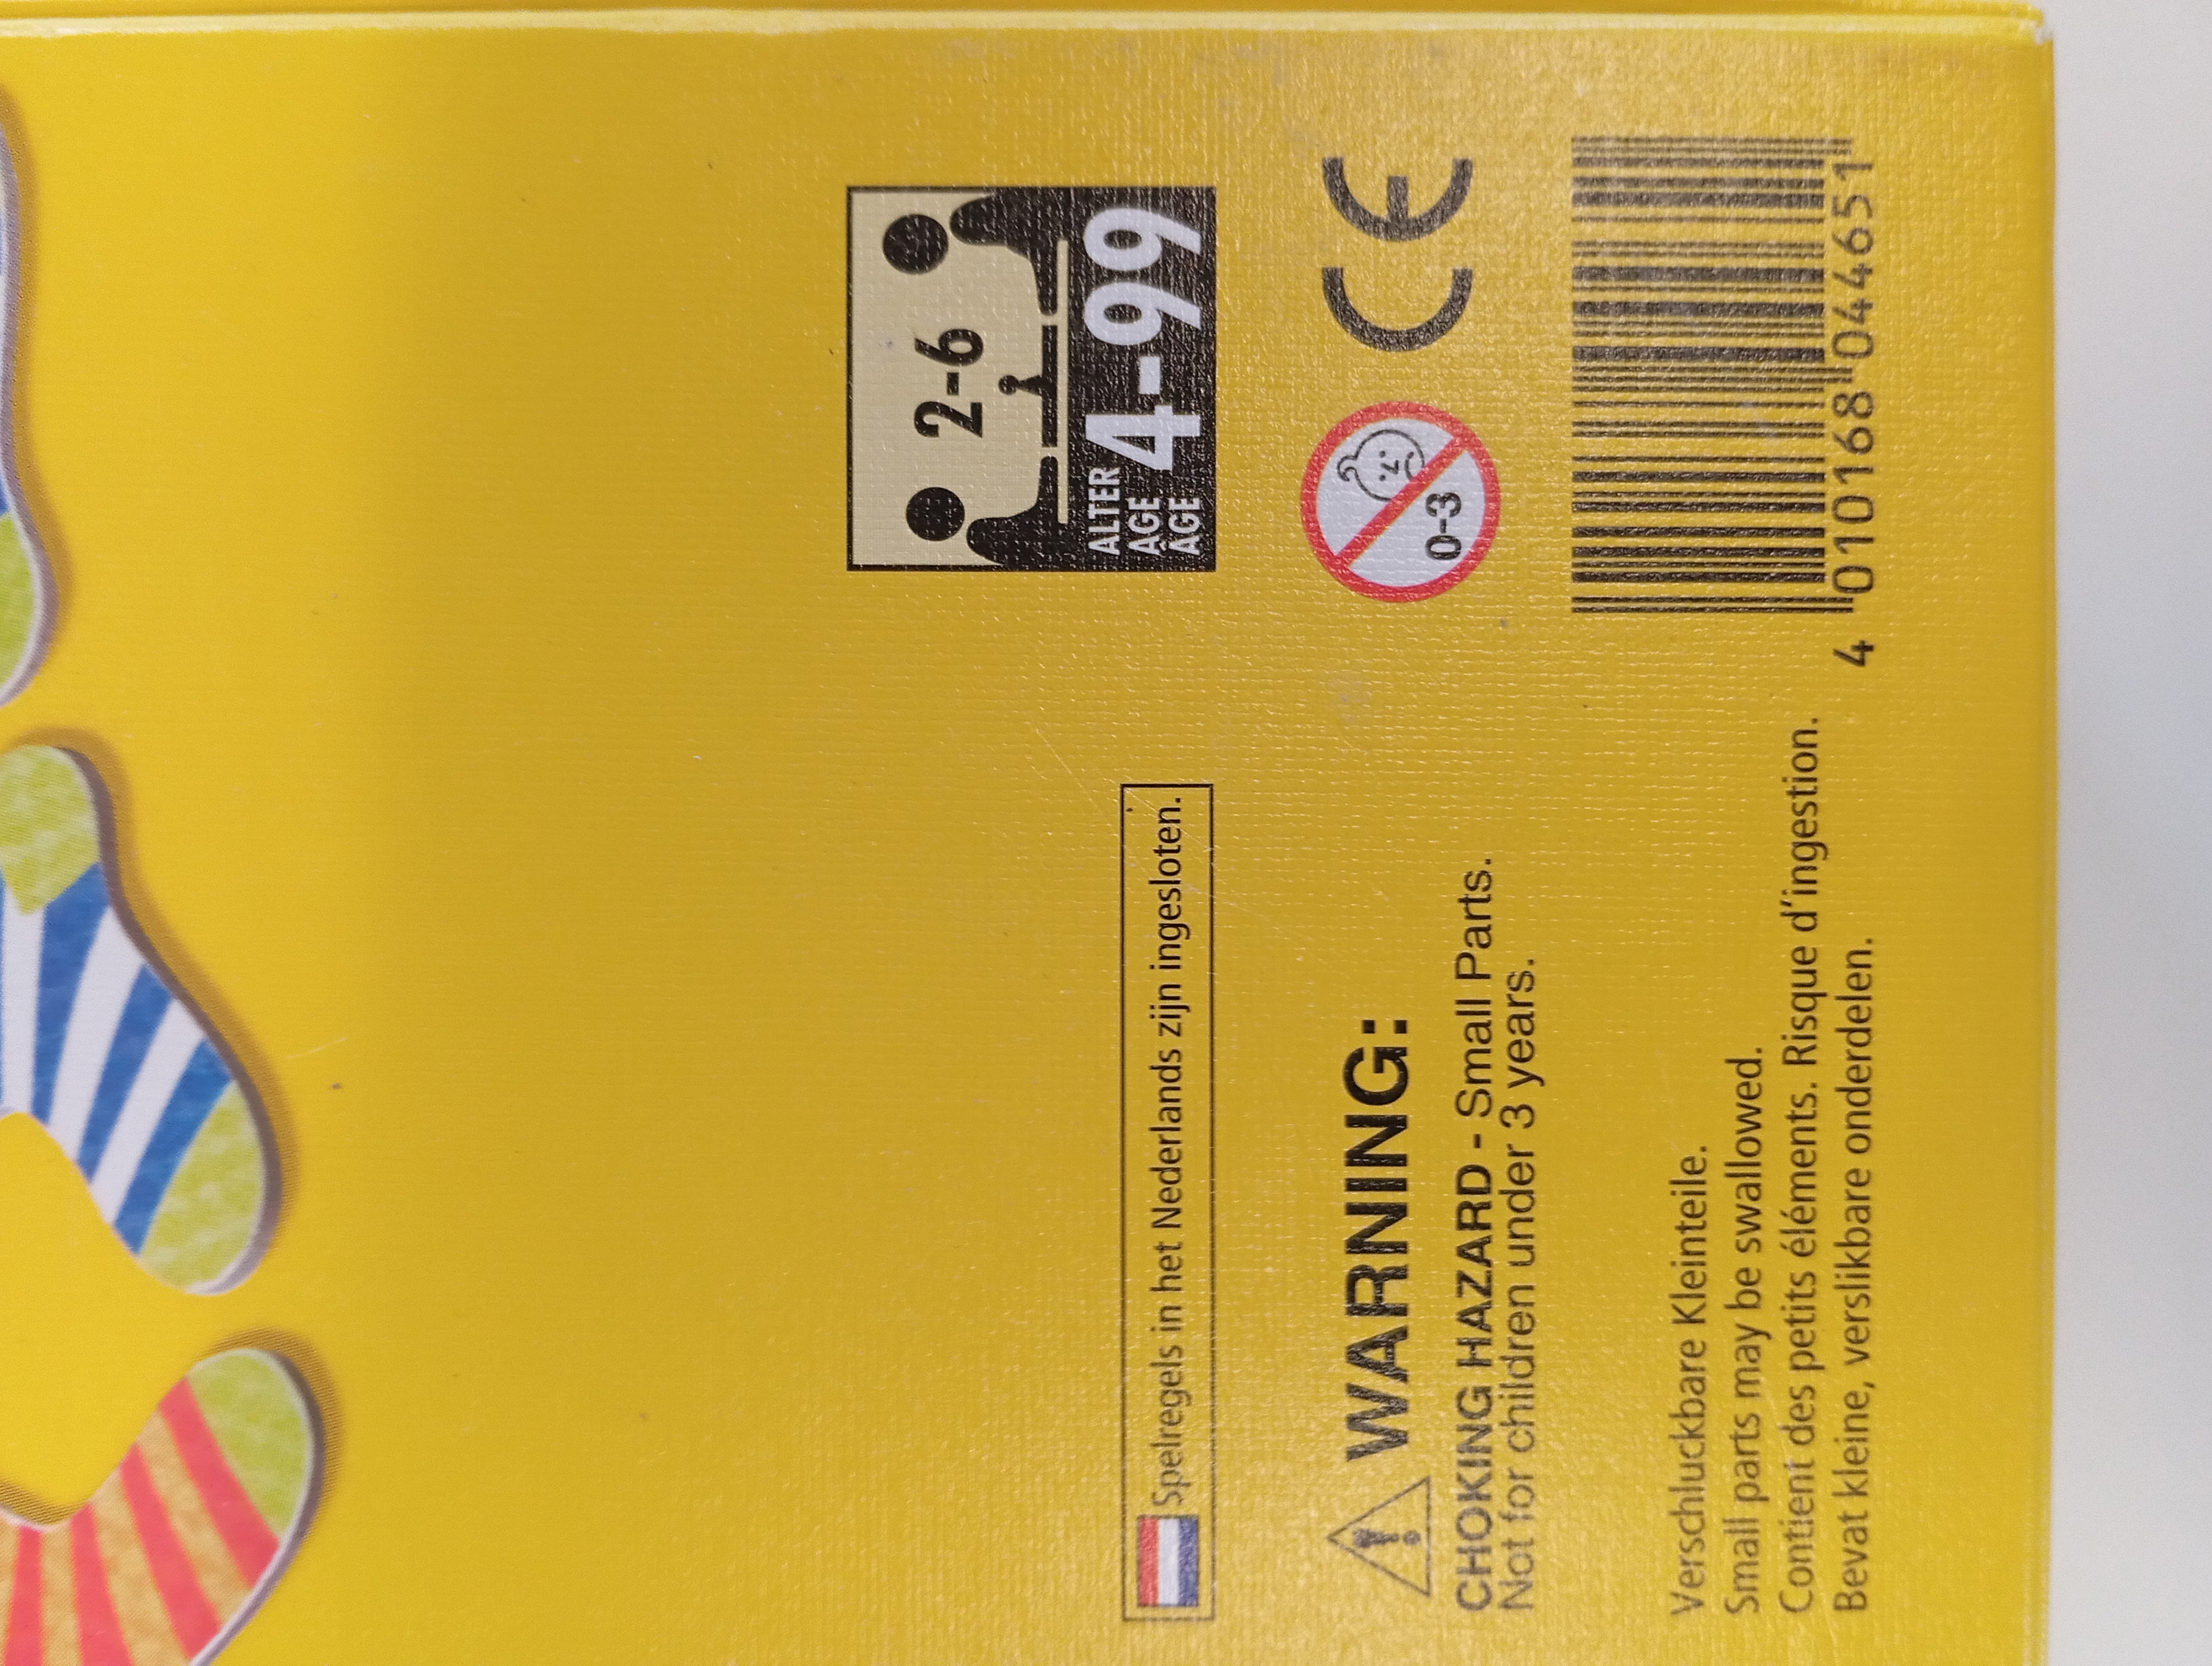 2-6
ALTER
AGE
ÂGE
4-99
Spelregels in het Nederlands zijn ingesloten.
WARNING:
CHOKING HAZARD - Small Parts.
Not for children under 3 years.
0-3
CE
Verschluckbare Kleinteile.
Small parts may be swallowed.
Contient des petits éléments. Risque d'ingestion.
Bevat kleine, verslikbare onderdelen.
4 010168 044651